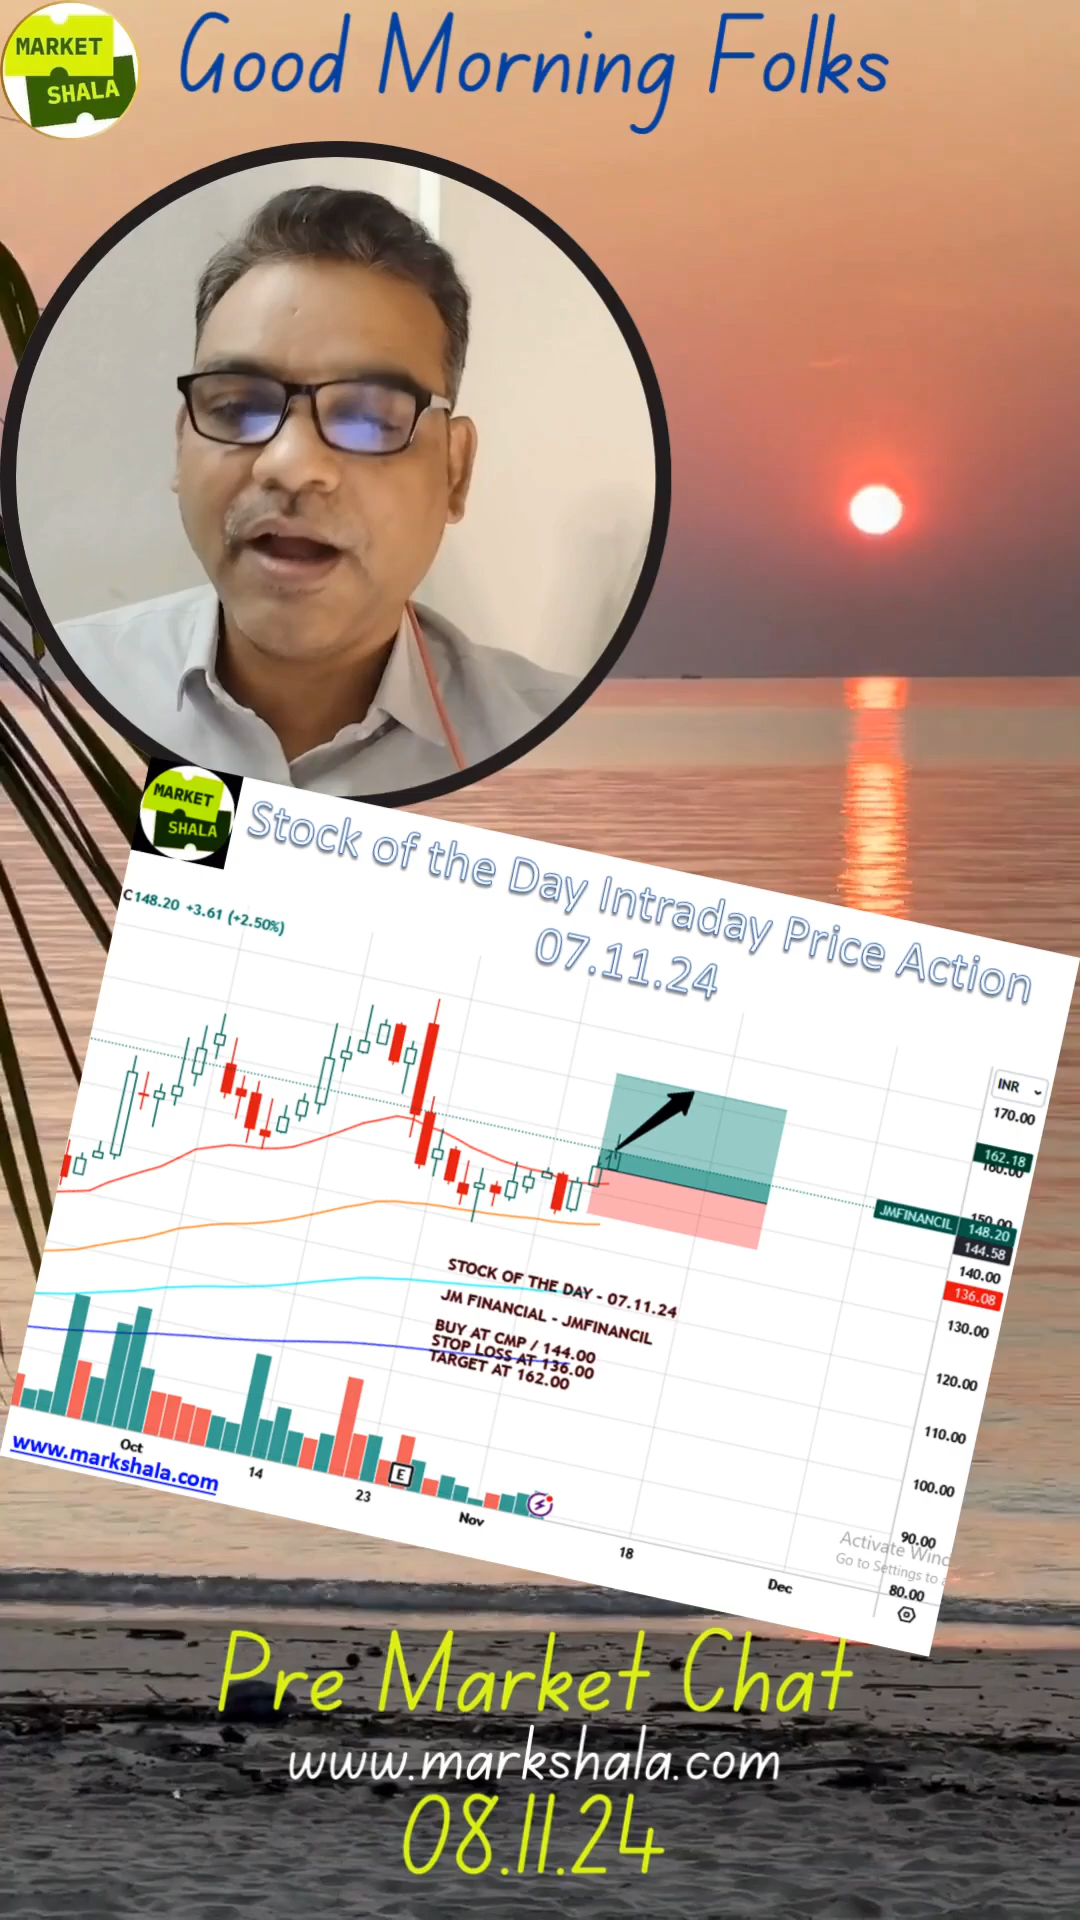 MARKET
SHALA
Good Morning Folks
MARKET
SHALA
Stock of the Day Intraday Price Action
07.11.24
C148.20 +3.61 (+2.50%)
INR
170.00
162.18
160.00
150.00
JMFINANCIL 148.20
144.58
140.00
136.08
130.00
120.00
110.00
100.00
90.00
80.00
STOCK OF THE DAY - 07.11.24
JM FINANCIAL - JMFINANCIL
BUY AT CMP / 144.00
STOP LOSS AT 136.00
TARGET AT 162.00
E
www.markshala.com
Oct
14
23
Nov
18
Dec
Activate Wind
Go to Settings to a
Pre Market Chat
www.markshala.com
08.11.24